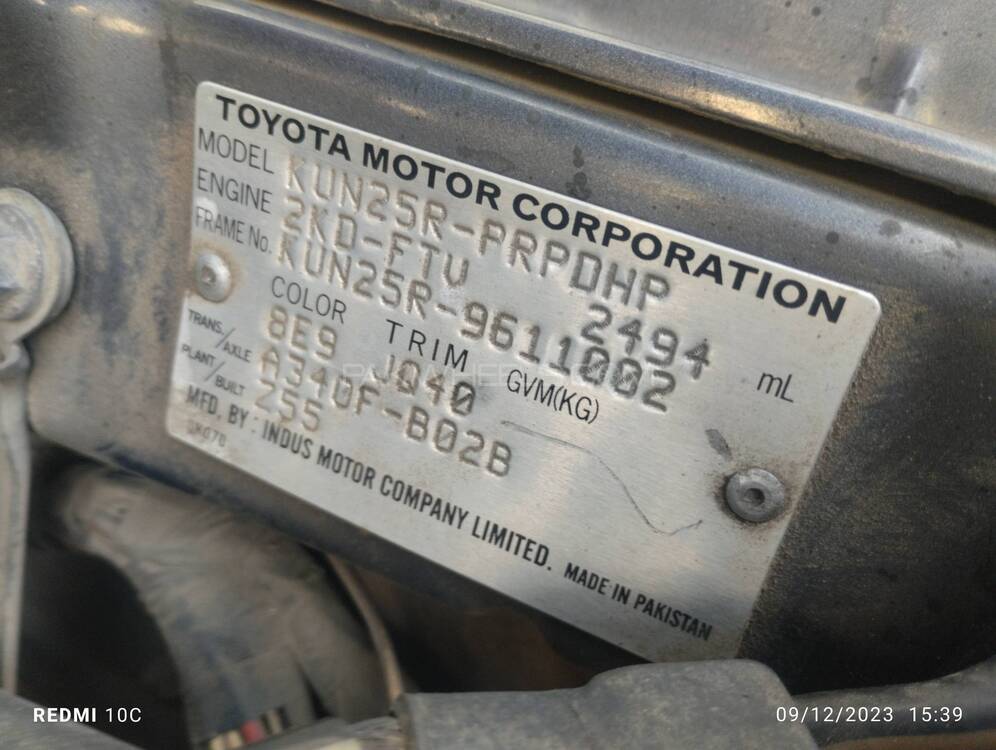 TOYOTA MOTOR CORPORATION
MODEL KUN25R-PRPDHP
ENGINE 2KD-FTV 2494 mL
FRAME No. KUN25R-9611002
COLOR TRIM GVM(KG)
8E9 JQ40
TRANS./AXLE A340F-B02B
PLANT/BUILT Z55
MFD. BY : INDUS MOTOR COMPANY LIMITED. MADE IN PAKISTAN
REDMI 10C
09/12/2023 15:39